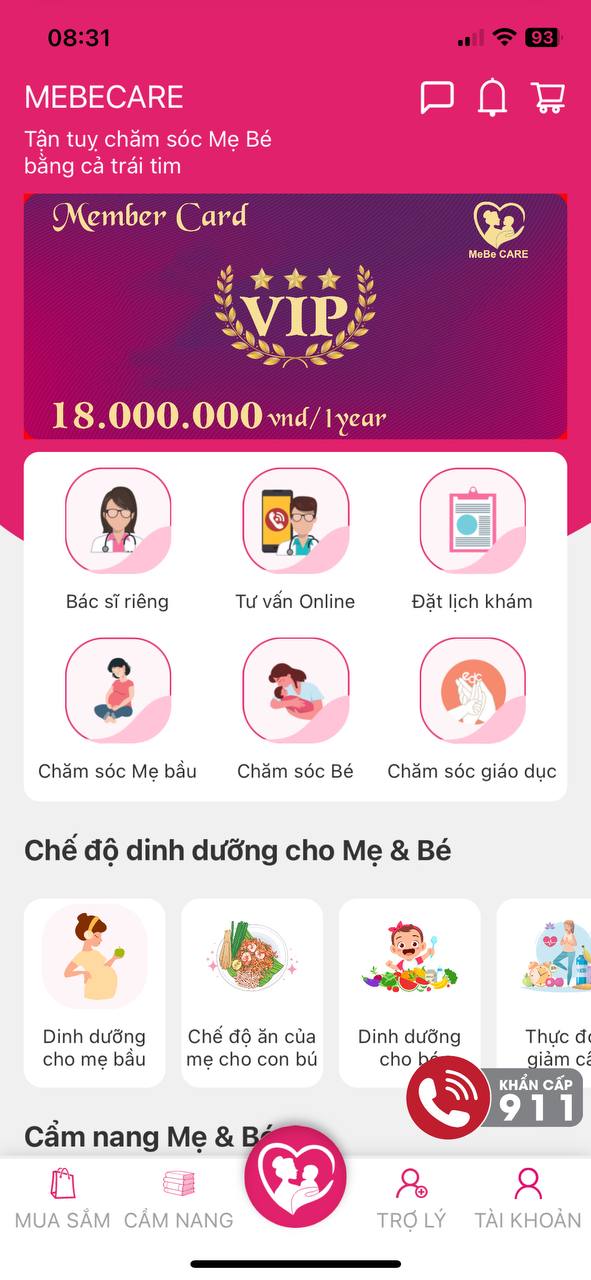 08:31
93
MEBECARE
Tận tuỵ chăm sóc Mẹ Bé
bằng cả trái tim
Member Card
MeBe CARE
VIP
18.000.000 vnd/1year
Bác sĩ riêng
Tư vấn Online
Đặt lịch khám
edc
Chăm sóc Mẹ bầu
Chăm sóc Bé
Chăm sóc giáo dục
Chế độ dinh dưỡng cho Mẹ & Bé
Dinh dưỡng
cho mẹ bầu
Chế độ ăn của
mẹ cho con bú
Dinh dưỡng
cho bé
Thực đơ
giảm câ
KHẨN CẤP
911
Cẩm nang Mẹ & Bé
MUA SẮM
CẨM NANG
TRỢ LÝ
TÀI KHOẢN